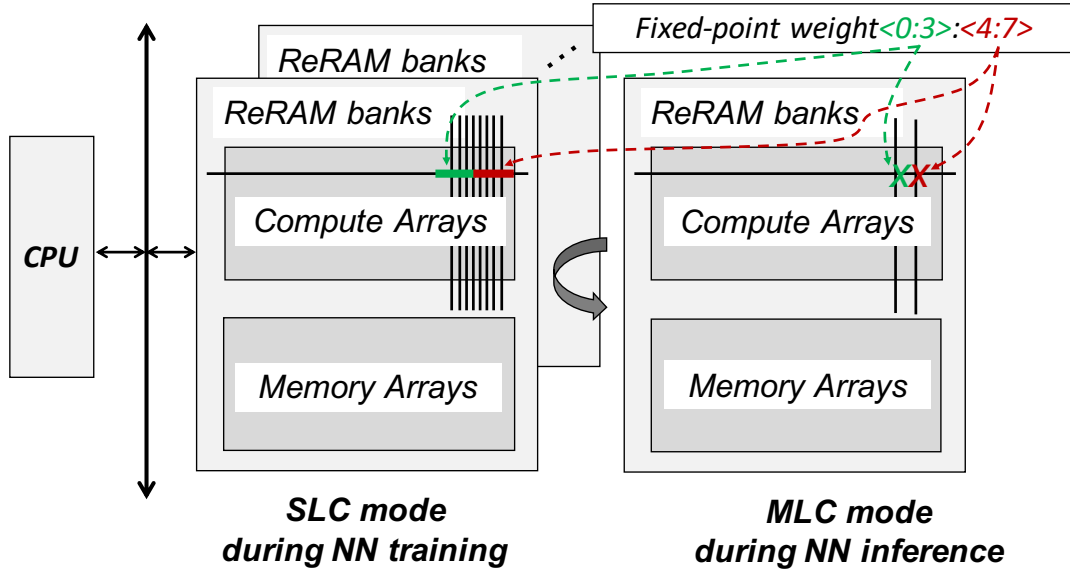 Fixed-point weight<0:3>:<4:7>
ReRAM banks
ReRAM banks
Compute Arrays
Memory Arrays
CPU
ReRAM banks
Compute Arrays
Memory Arrays
SLC mode
during NN training
MLC mode
during NN inference